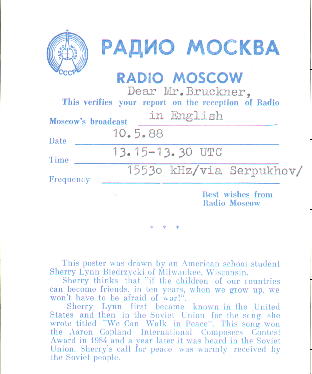 СССР
РАДИО МОСКВА
RADIO MOSCOW
Dear Mr.Bruckner,
This verifies your report on the reception of Radio
Moscow's broadcast in English
Date 10.5.88
Time 13.15-13.30 UTC
Frequency 15530 kHz/via Serpukhov/
Best wishes from
Radio Moscow
* * *
This poster was drawn by an American school student
Sherry Lynn Biedrzycki of Milwaukee, Wisconsin.
Sherry thinks that "if the children of our countries
can become friends, in ten years, when we grow up, we
won't have to be afraid of war!".
Sherry Lynn first became known in the United
States and then in the Soviet Union for the song she
wrote titled "We Can Walk in Peace". This song won
the Aaron Copland International Composers Contest
Award in 1984 and a year later it was heard in the Soviet
Union. Sherry's call for peace was warmly received by
the Soviet people.